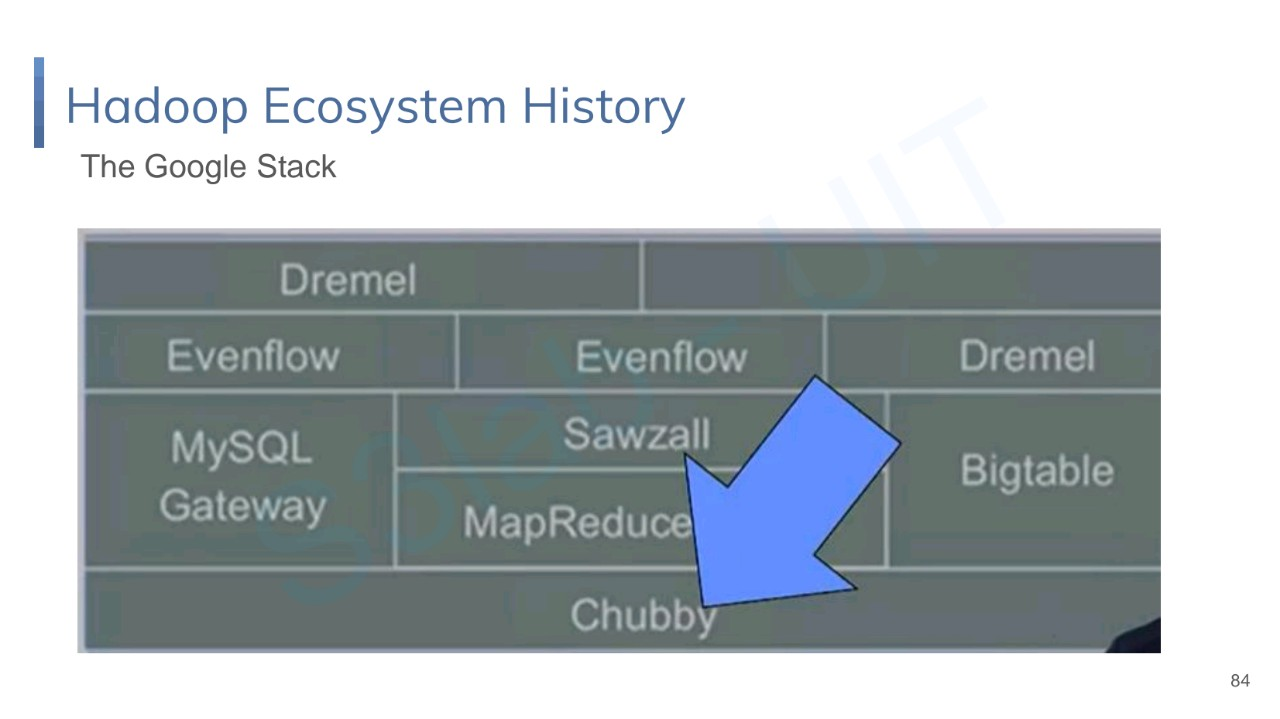 Hadoop Ecosystem History
The Google Stack
Dremel
Evenflow Evenflow Dremel
MySQL
Gateway
Sawzall
MapReduce
Bigtable
Chubby
84